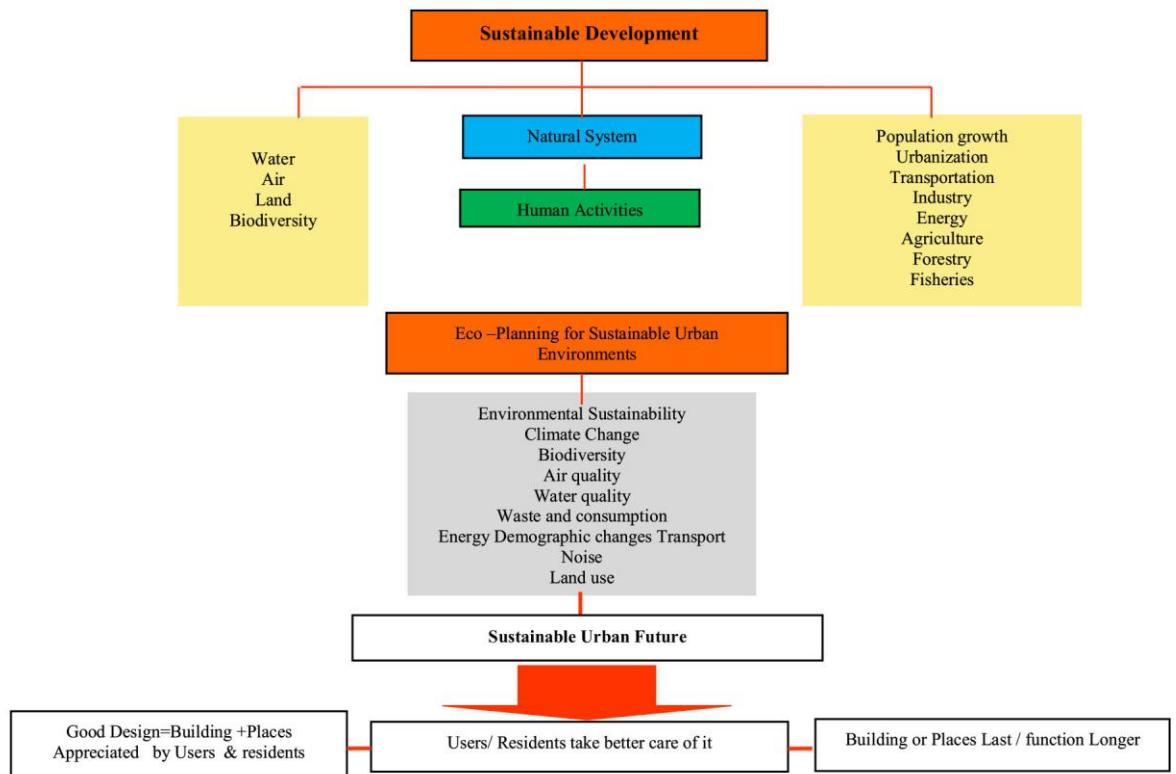 Sustainable Development
Water
Air
Land
Biodiversity
Natural System
Human Activities
Population growth
Urbanization
Transportation
Industry
Energy
Agriculture
Forestry
Fisheries
Eco –Planning for Sustainable Urban
Environments
Environmental Sustainability
Climate Change
Biodiversity
Air quality
Water quality
Waste and consumption
Energy Demographic changes Transport
Noise
Land use
Sustainable Urban Future
Good Design=Building +Places
Appreciated by Users & residents
Users/ Residents take better care of it
Building or Places Last / function Longer